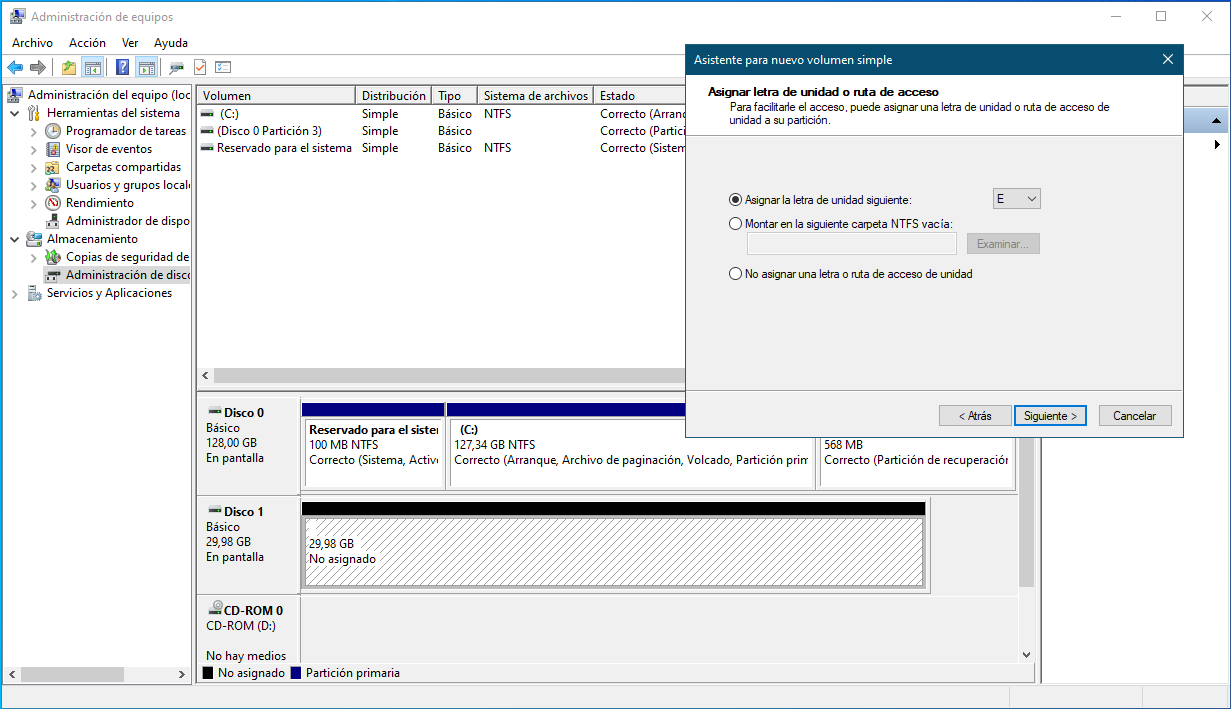 Administración de equipos
Archivo Acción Ver Ayuda
Administración del equipo (loc
Herramientas del sistema
Programador de tareas
Visor de eventos
Carpetas compartidas
Usuarios y grupos locale
Rendimiento
Administrador de dispo
Almacenamiento
Copias de seguridad de
Administración de disco
Servicios y Aplicaciones
Volumen Distribución Tipo Sistema de archivos Estado
(C:) Simple Básico NTFS Correcto (Arranq
(Disco 0 Partición 3) Simple Básico Correcto (Partici
Reservado para el sistema Simple Básico NTFS Correcto (Sistem
Disco 0
Básico
128,00 GB
En pantalla
Reservado para el sister
100 MB NTFS
Correcto (Sistema, Activo
(C:)
127,34 GB NTFS
Correcto (Arranque, Archivo de paginación, Volcado, Partición prim
568 MB
Correcto (Partición de recuperación
Disco 1
Básico
29,98 GB
En pantalla
29,98 GB
No asignado
CD-ROM 0
CD-ROM (D:)
No hay medios
No asignado Partición primaria
Asistente para nuevo volumen simple
Asignar letra de unidad o ruta de acceso
Para facilitarle el acceso, puede asignar una letra de unidad o ruta de acceso de
unidad a su partición.
Asignar la letra de unidad siguiente: E
Montar en la siguiente carpeta NTFS vacía:
Examinar...
No asignar una letra o ruta de acceso de unidad
< Atrás Siguiente > Cancelar